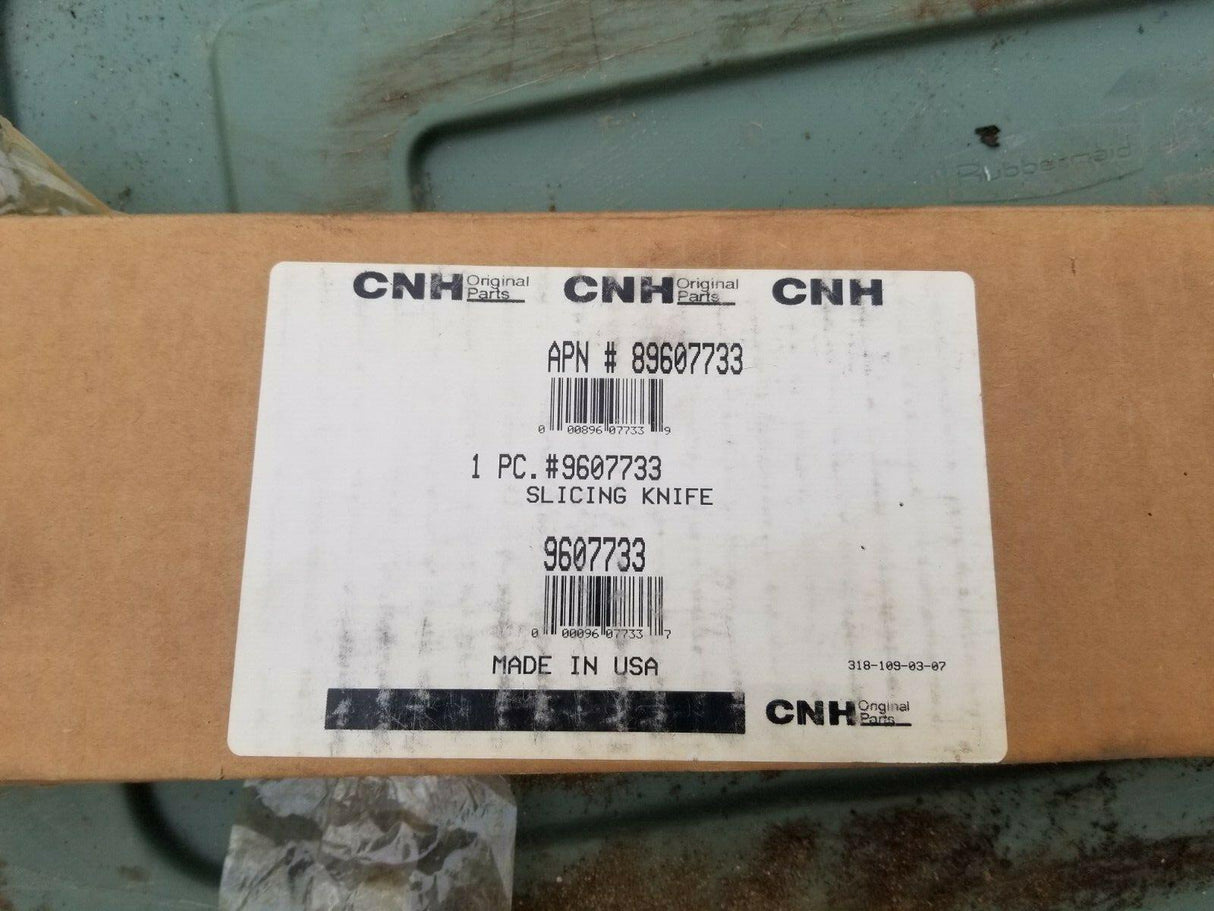 Rubbermaid
CNH Original Parts CNH Original Parts CNH
APN # 89607733
0 00896 07733 9
1 PC. #9607733
SLICING KNIFE
9607733
0 00096 07733 7
MADE IN USA
318-109-03-07
CNH Original Parts